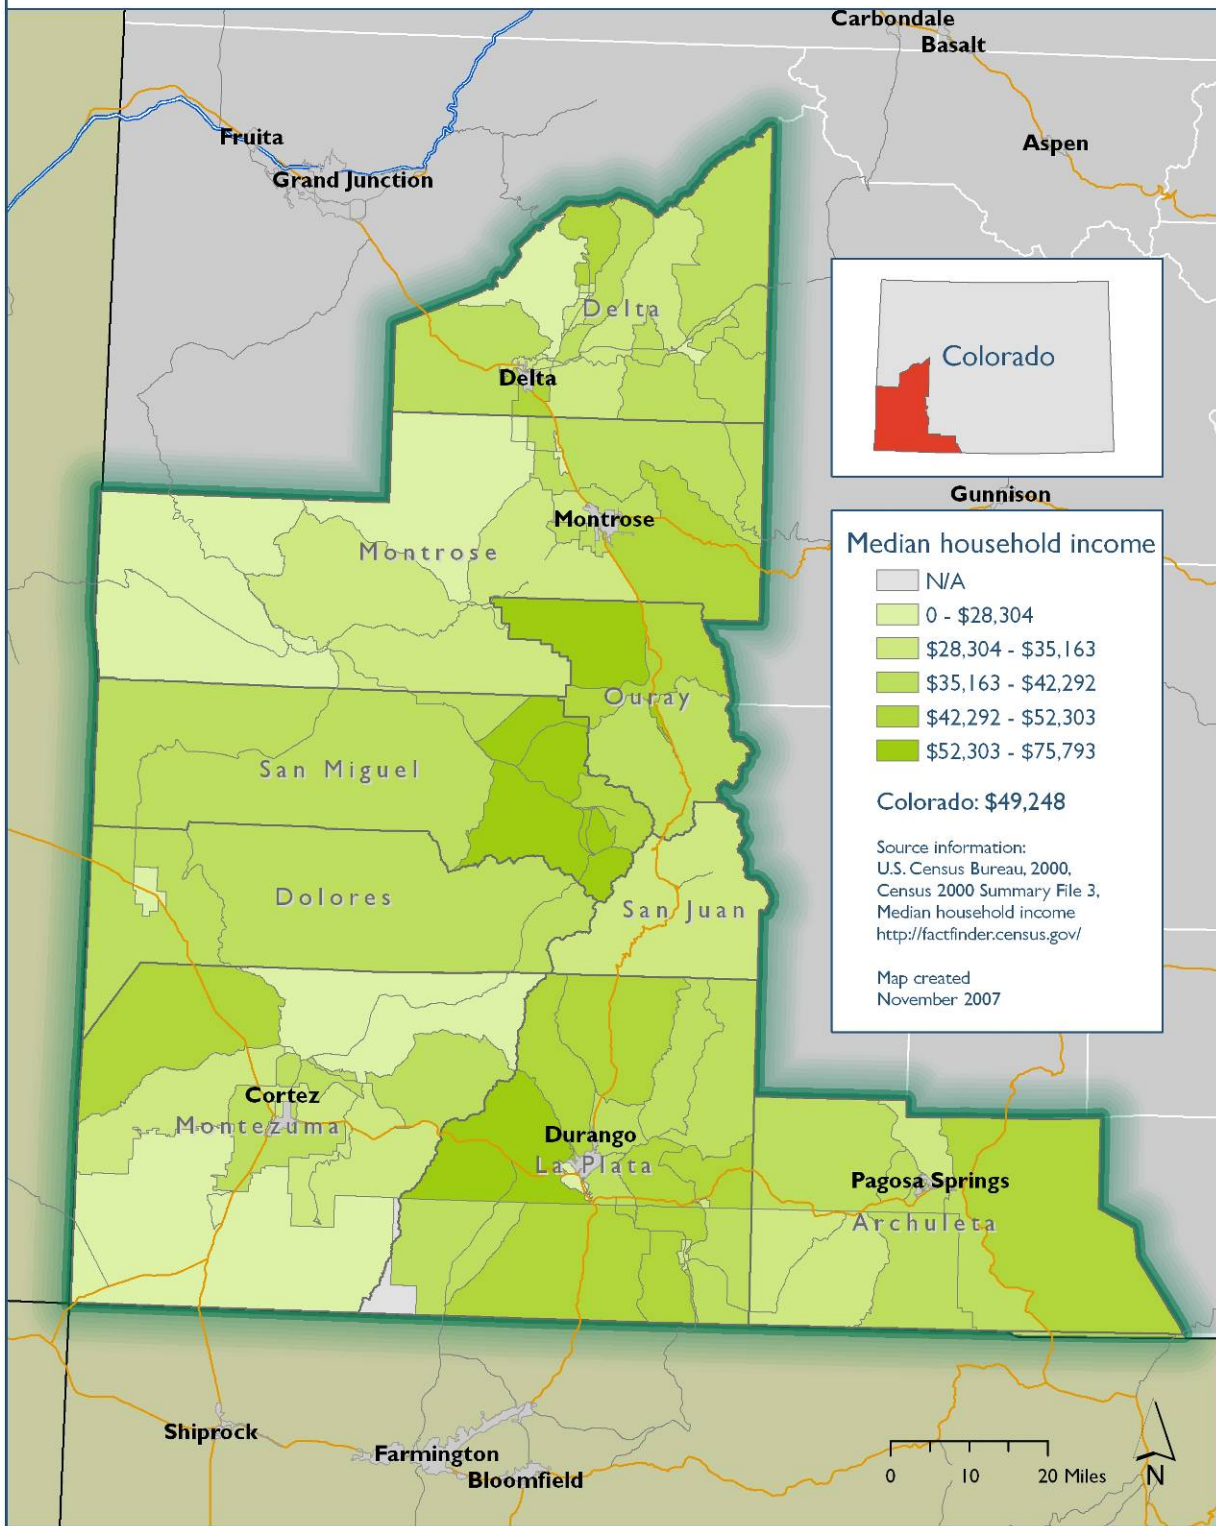 Carbondale
Basalt
Fruita
Aspen
Grand Junction
Delta
Colorado
Delta
Gunnison
Montrose
Montrose
Median household income
N/A
0 - $28,304
$28,304 - $35,163
$35,163 - $42,292
$42,292 - $52,303
$52,303 - $75,793
Ouray
San Miguel
Colorado: $49,248
Source information:
U.S. Census Bureau, 2000,
Census 2000 Summary File 3,
Median household income
http://factfinder.census.gov/
Dolores
San Juan
Map created
November 2007
Cortez
Montezuma
Durango
La Plata
Pagosa Springs
Archuleta
Shiprock
Farmington
Bloomfield
0 10 20 Miles
N